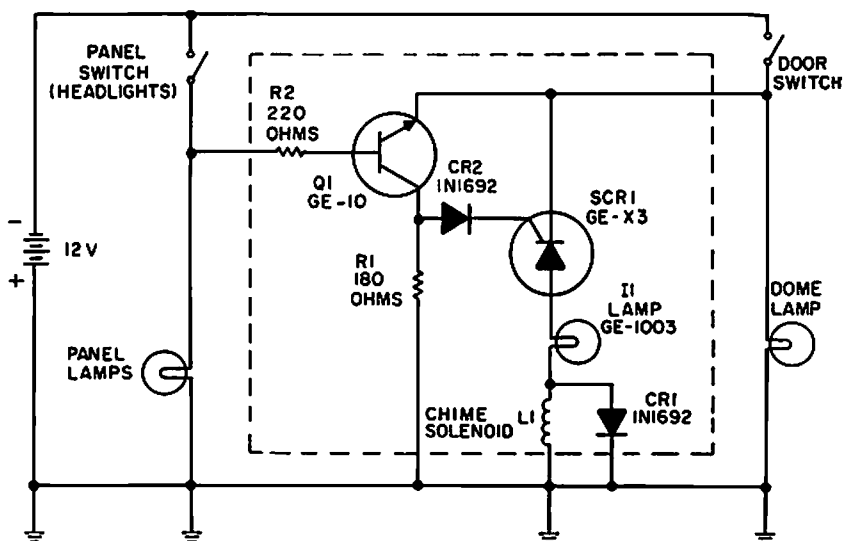 PANEL
SWITCH
(HEADLIGHTS)
DOOR
SWITCH
R2
220
OHMS
CR2
1N1692
Q1
GE-10
SCR1
GE-X3
-
12 V
+
R1
180
OHMS
I1
LAMP
GE-1003
DOME
LAMP
PANEL
LAMPS
CHIME
SOLENOID
L1
CR1
1N1692